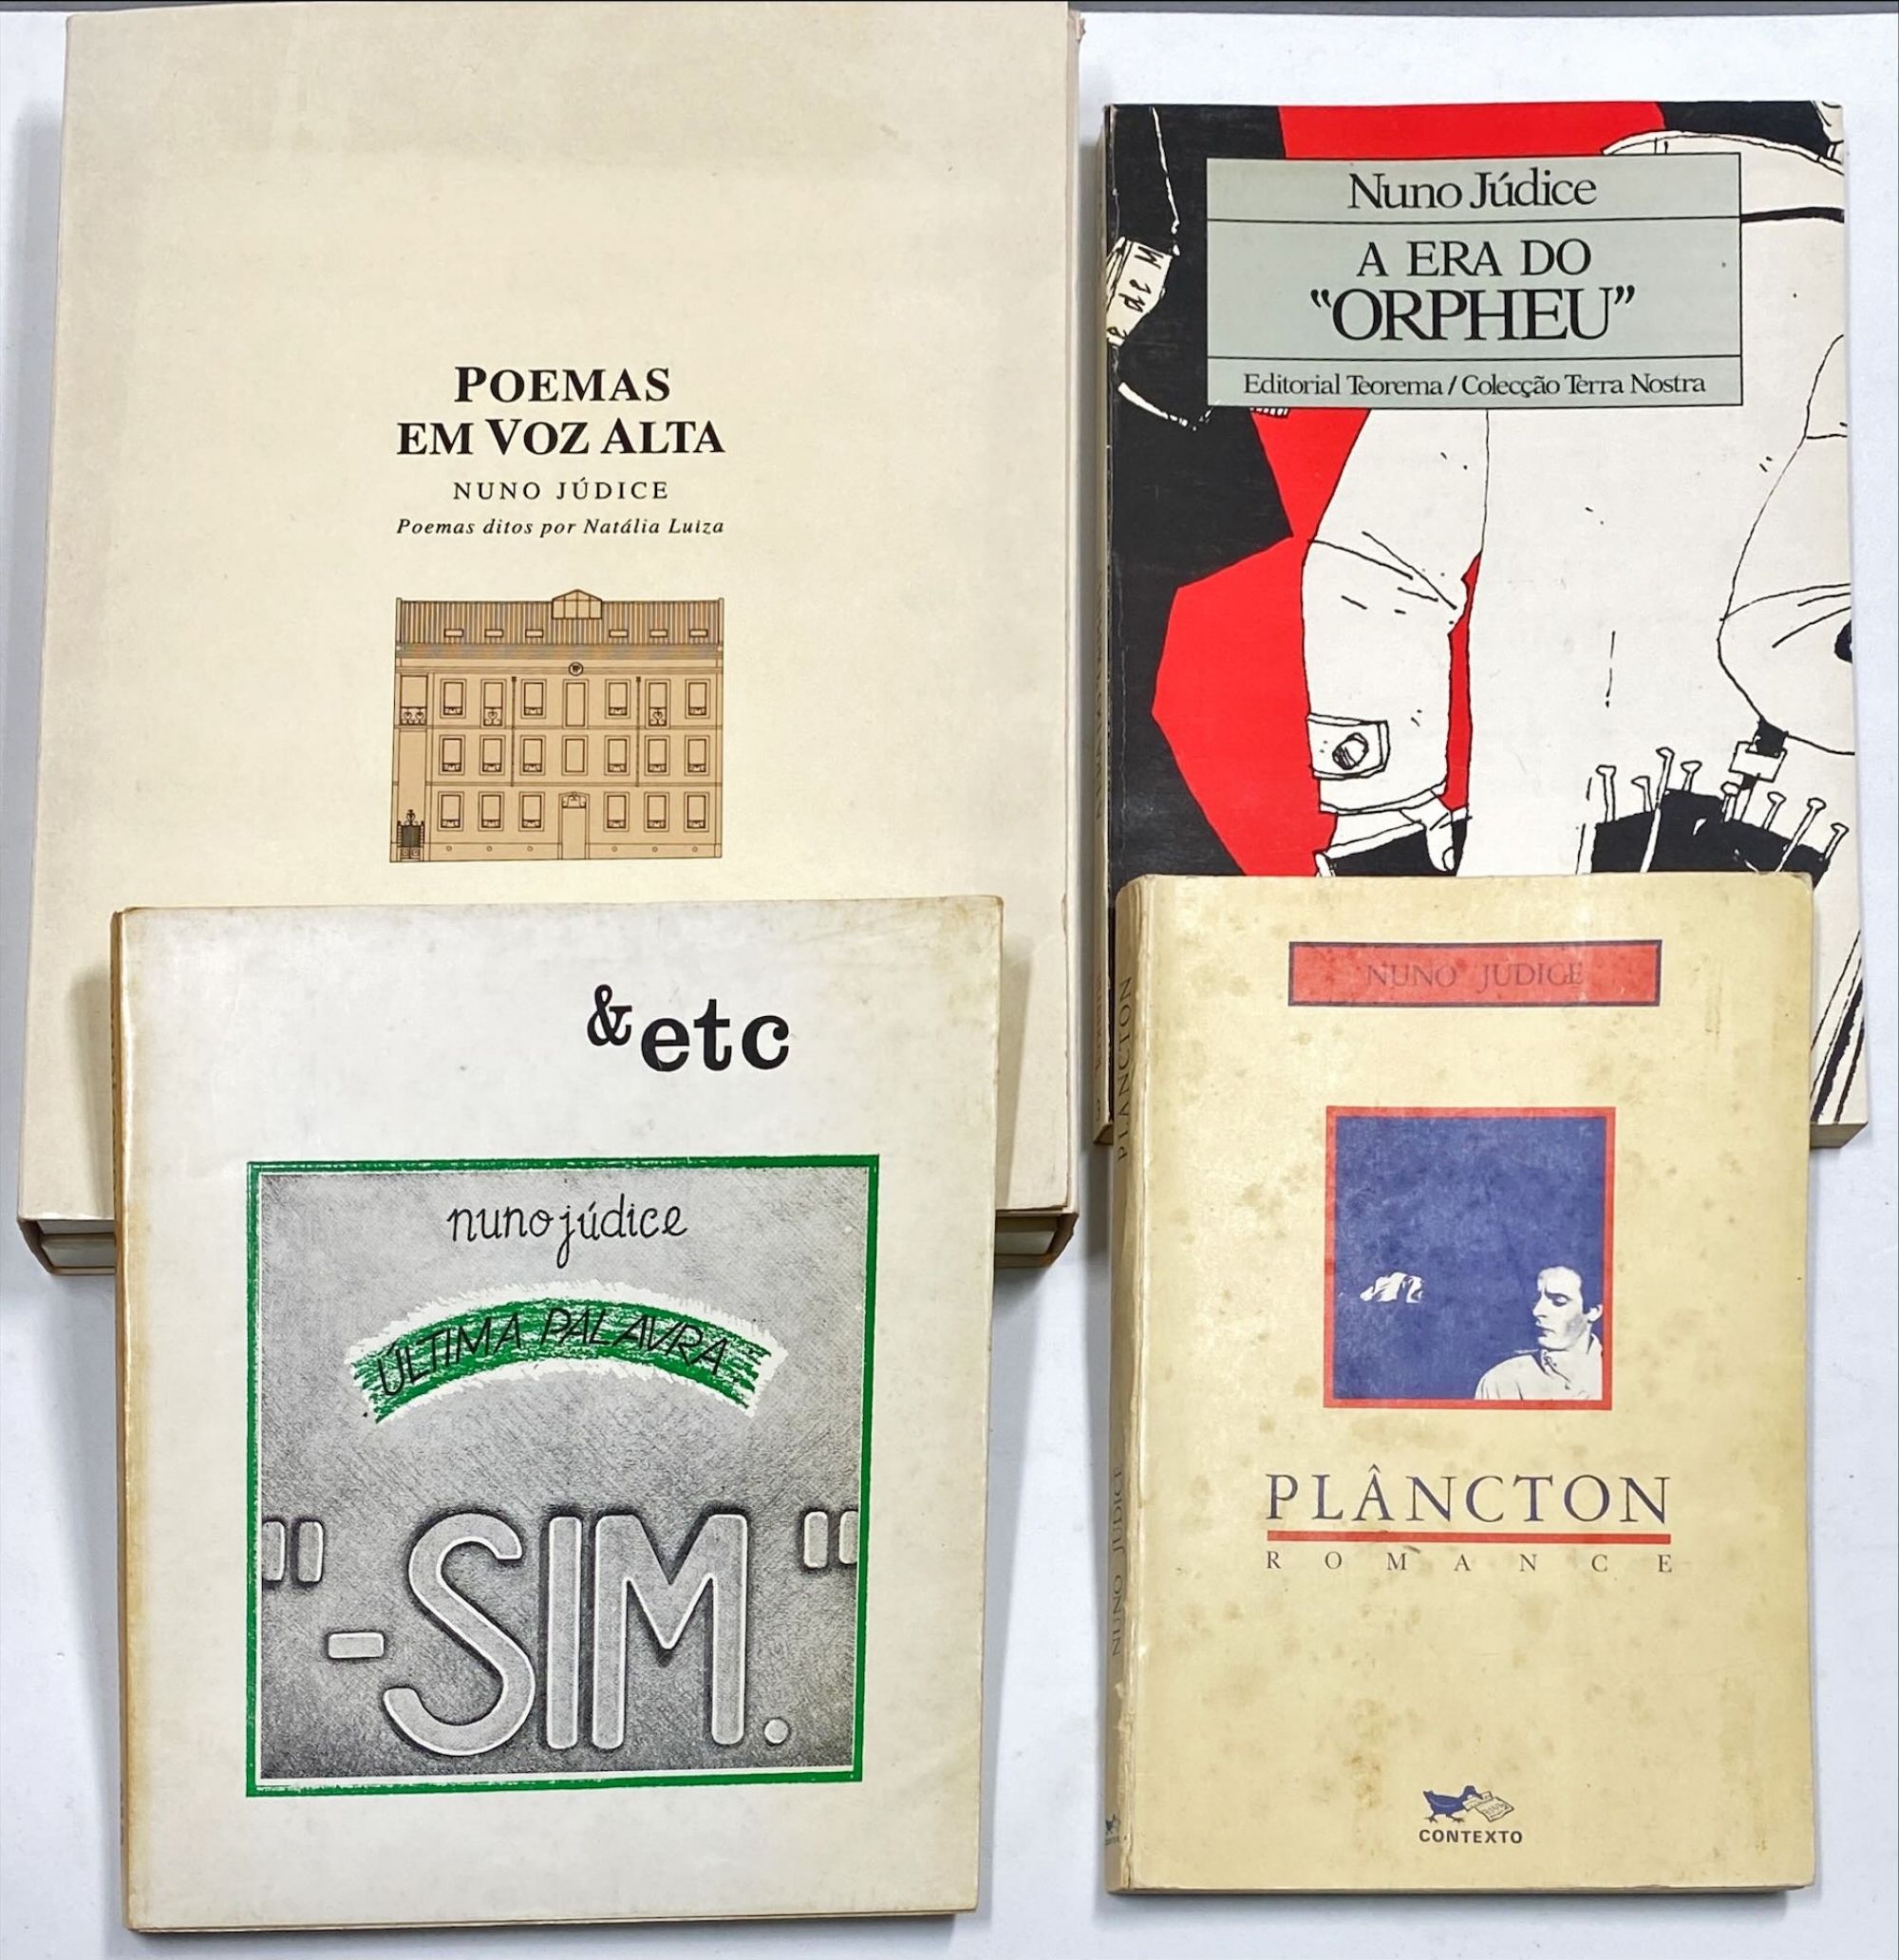 POEMAS
EM VOZ ALTA
NUNO JÚDICE
Poemas ditos por Natália Luiza
Nuno Júdice
A ERA DO
“ORPHEU”
Editorial Teorema / Colecção Terra Nostra
&etc
nuno júdice
ÚLTIMA PALAVRA
"-SIM."
PLÂNCTON
NUNO JÚDICE
NUNO JUDICE
PLÂNCTON
ROMANCE
CONTEXTO